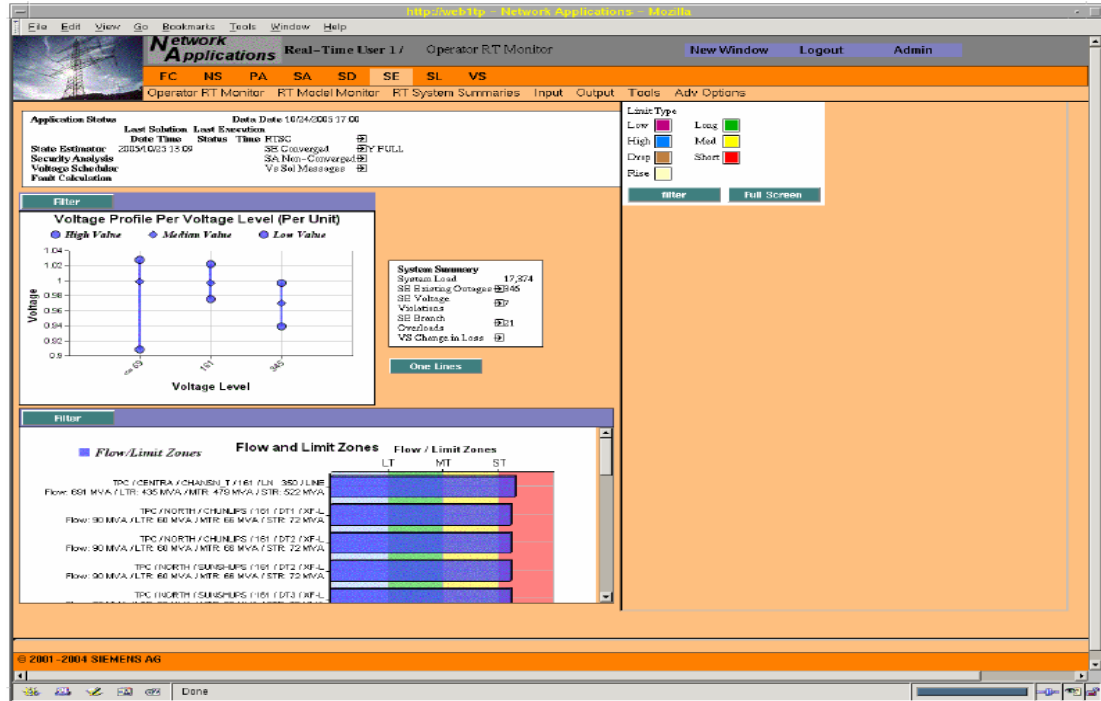 http://web1tp - Network Applications - Mozilla
File Edit View Go Bookmarks Tools Window Help
Network Applications
Real-Time User 1 / Operator RT Monitor
New Window Logout Admin
FC NS PA SA SD SE SL VS
Operator RT Monitor RT Model Monitor RT System Summaries Input Output Tools Adv Options
Application Status Data Date 10/24/2005 17:00
Last Solution Last Execution
Date Time Status Time RTSC
State Estimator 2005/10/25 13:09 SE Converged Y FULL
Security Analysis SA Non-Converged
Voltage Scheduler Vs Sol Messages
Fault Calculation
Limit Type
Low Long
High Med
Drop Short
Rise
filter Full Screen
Filter
Voltage Profile Per Voltage Level (Per Unit)
High Value Median Value Low Value
1.04
1.02
1
0.98
0.96
0.94
0.92
0.9
Voltage
69 161 345
Voltage Level
System Summary
System Load 17,374
SE Existing Outages 346
SE Voltage Violations 7
SE Branch Overloads 21
VS Change in Loss
One Lines
Filter
Flow/Limit Zones
Flow and Limit Zones
Flow / Limit Zones
LT MT ST
TPC / CENTRA / CHANSN_T / 161 / LN 350 / LINE
Flow: 691 MVA / LTR: 435 MVA / MTR: 479 MVA / STR: 522 MVA
TPC / NORTH / CHUNLIPS / 161 / DT1 / XF-L
Flow: 90 MVA / LTR: 60 MVA / MTR: 66 MVA / STR: 72 MVA
TPC / NORTH / CHUNLIPS / 161 / DT2 / XF-L
Flow: 90 MVA / LTR: 60 MVA / MTR: 66 MVA / STR: 72 MVA
TPC / NORTH / SUNSHUPS / 161 / DT2 / XF-L
Flow: 90 MVA / LTR: 60 MVA / MTR: 66 MVA / STR: 72 MVA
TPC / NORTH / SUNSHUPS / 161 / DT3 / XF-L
© 2001-2004 SIEMENS AG
Done